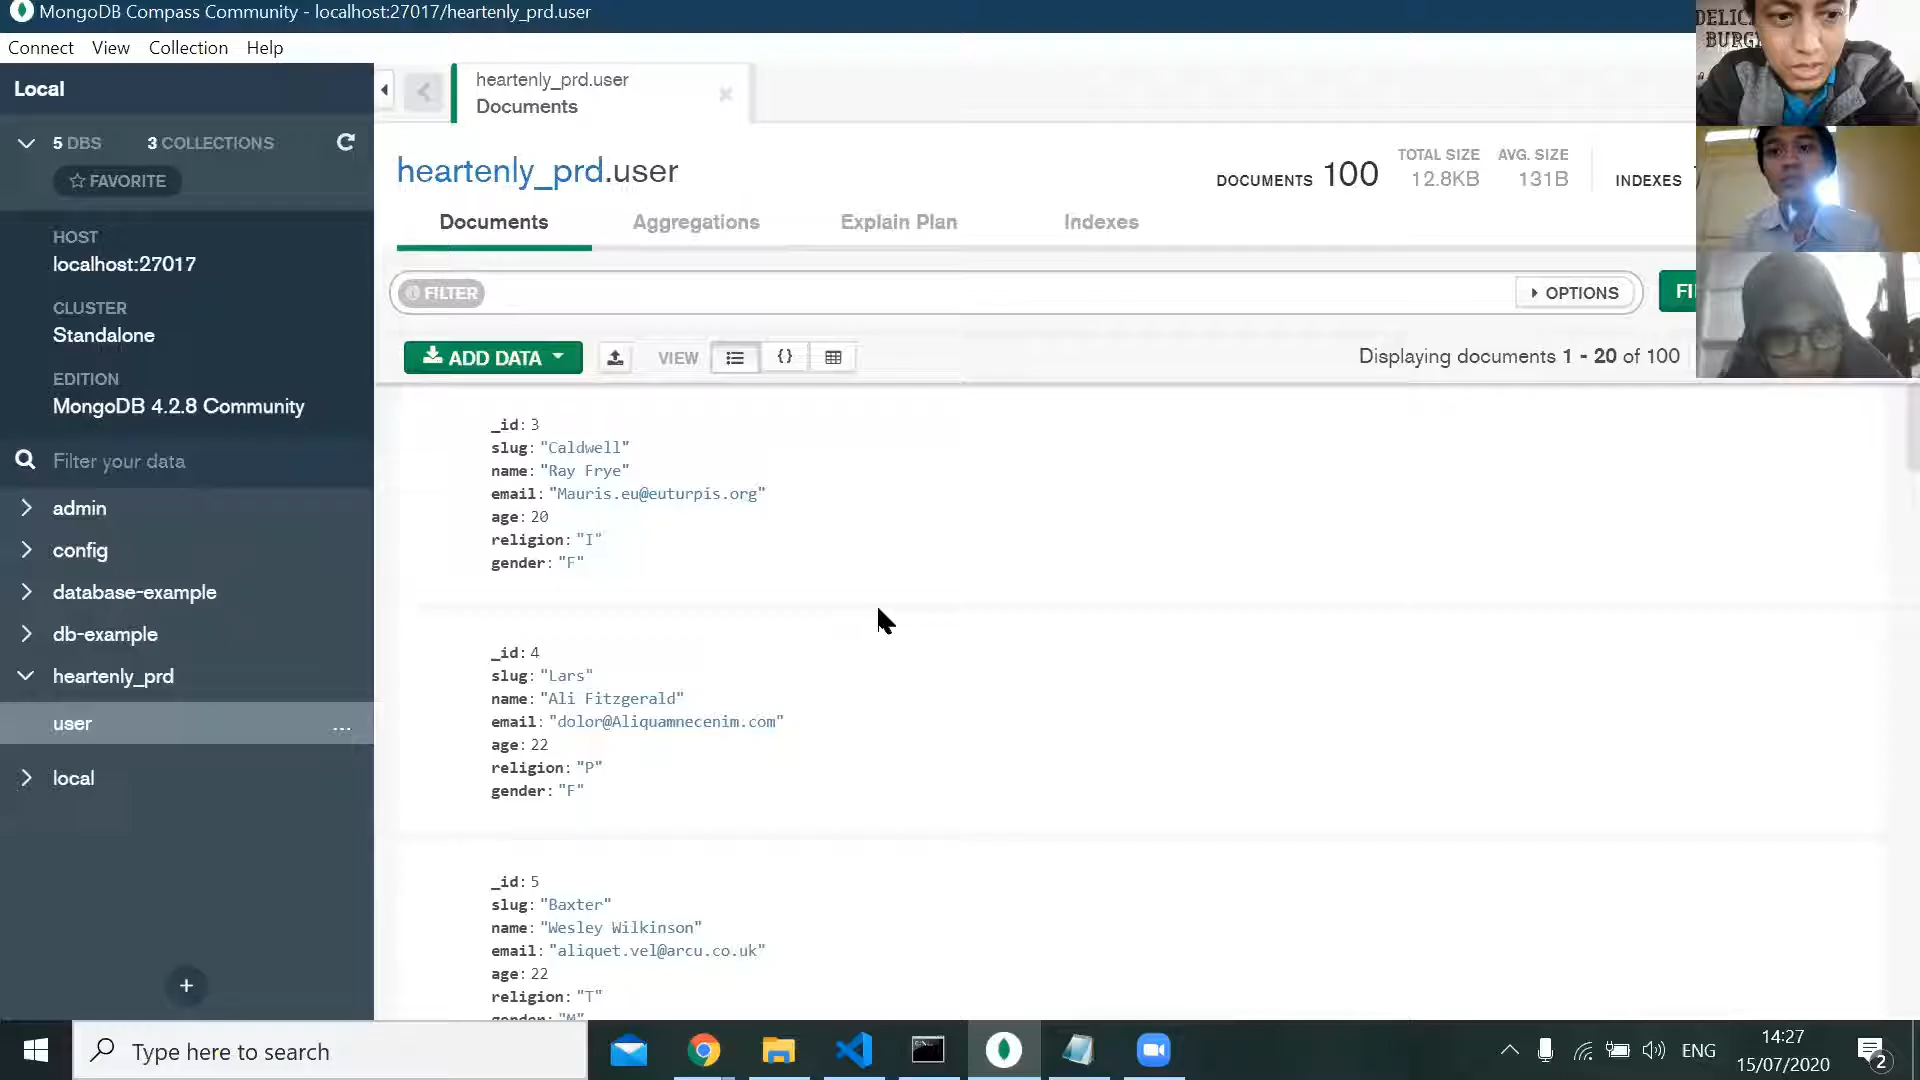 MongoDB Compass Community - localhost:27017/heartenly_prd.user
Connect View Collection Help
Local
5 DBS 3 COLLECTIONS
FAVORITE
HOST
localhost:27017
CLUSTER
Standalone
EDITION
MongoDB 4.2.8 Community
Filter your data
admin
config
database-example
db-example
heartenly_prd
user ...
local
+
heartenly_prd.user
Documents
heartenly_prd.user
DOCUMENTS 100
TOTAL SIZE
12.8KB
AVG. SIZE
131B
INDEXES
Documents Aggregations Explain Plan Indexes
FILTER
OPTIONS
FI
ADD DATA
VIEW
{}
Displaying documents 1 - 20 of 100
_id: 3
slug: "Caldwell"
name: "Ray Frye"
email: "Mauris.eu@euturpis.org"
age: 20
religion: "I"
gender: "F"
_id: 4
slug: "Lars"
name: "Ali Fitzgerald"
email: "dolor@Aliquamnecenim.com"
age: 22
religion: "P"
gender: "F"
_id: 5
slug: "Baxter"
name: "Wesley Wilkinson"
email: "aliquet.vel@arcu.co.uk"
age: 22
religion: "T"
gender: "M"
DELIC
BURG
Type here to search
ENG
14:27
15/07/2020
2